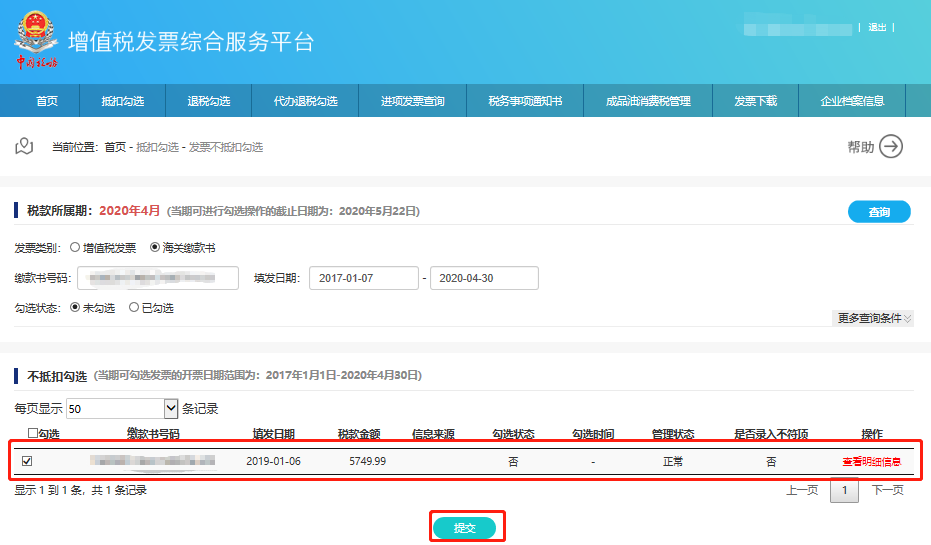 退出
中国税务
增值税发票综合服务平台
首页 抵扣勾选 退税勾选 代办退税勾选 进项发票查询 税务事项通知书 成品油消费税管理 发票下载 企业档案信息
当前位置: 首页 - 抵扣勾选 - 发票不抵扣勾选 帮助
税款所属期: 2020年4月 (当期可进行勾选操作的截止日期为: 2020年5月22日) 查询
发票类别: 增值税发票 海关缴款书
缴款书号码: 填发日期: 2017-01-07 - 2020-04-30
勾选状态: 未勾选 已勾选
更多查询条件
不抵扣勾选 (当期可勾选发票的开票日期范围为: 2017年1月1日-2020年4月30日)
每页显示 50 条记录
勾选 缴款书号码 填发日期 税款金额 信息来源 勾选状态 勾选时间 管理状态 是否录入不符项 操作
2019-01-06 5749.99 否 - 正常 否 查看明细信息
显示 1 到 1 条, 共 1 条记录 上一页 1 下一页
提交